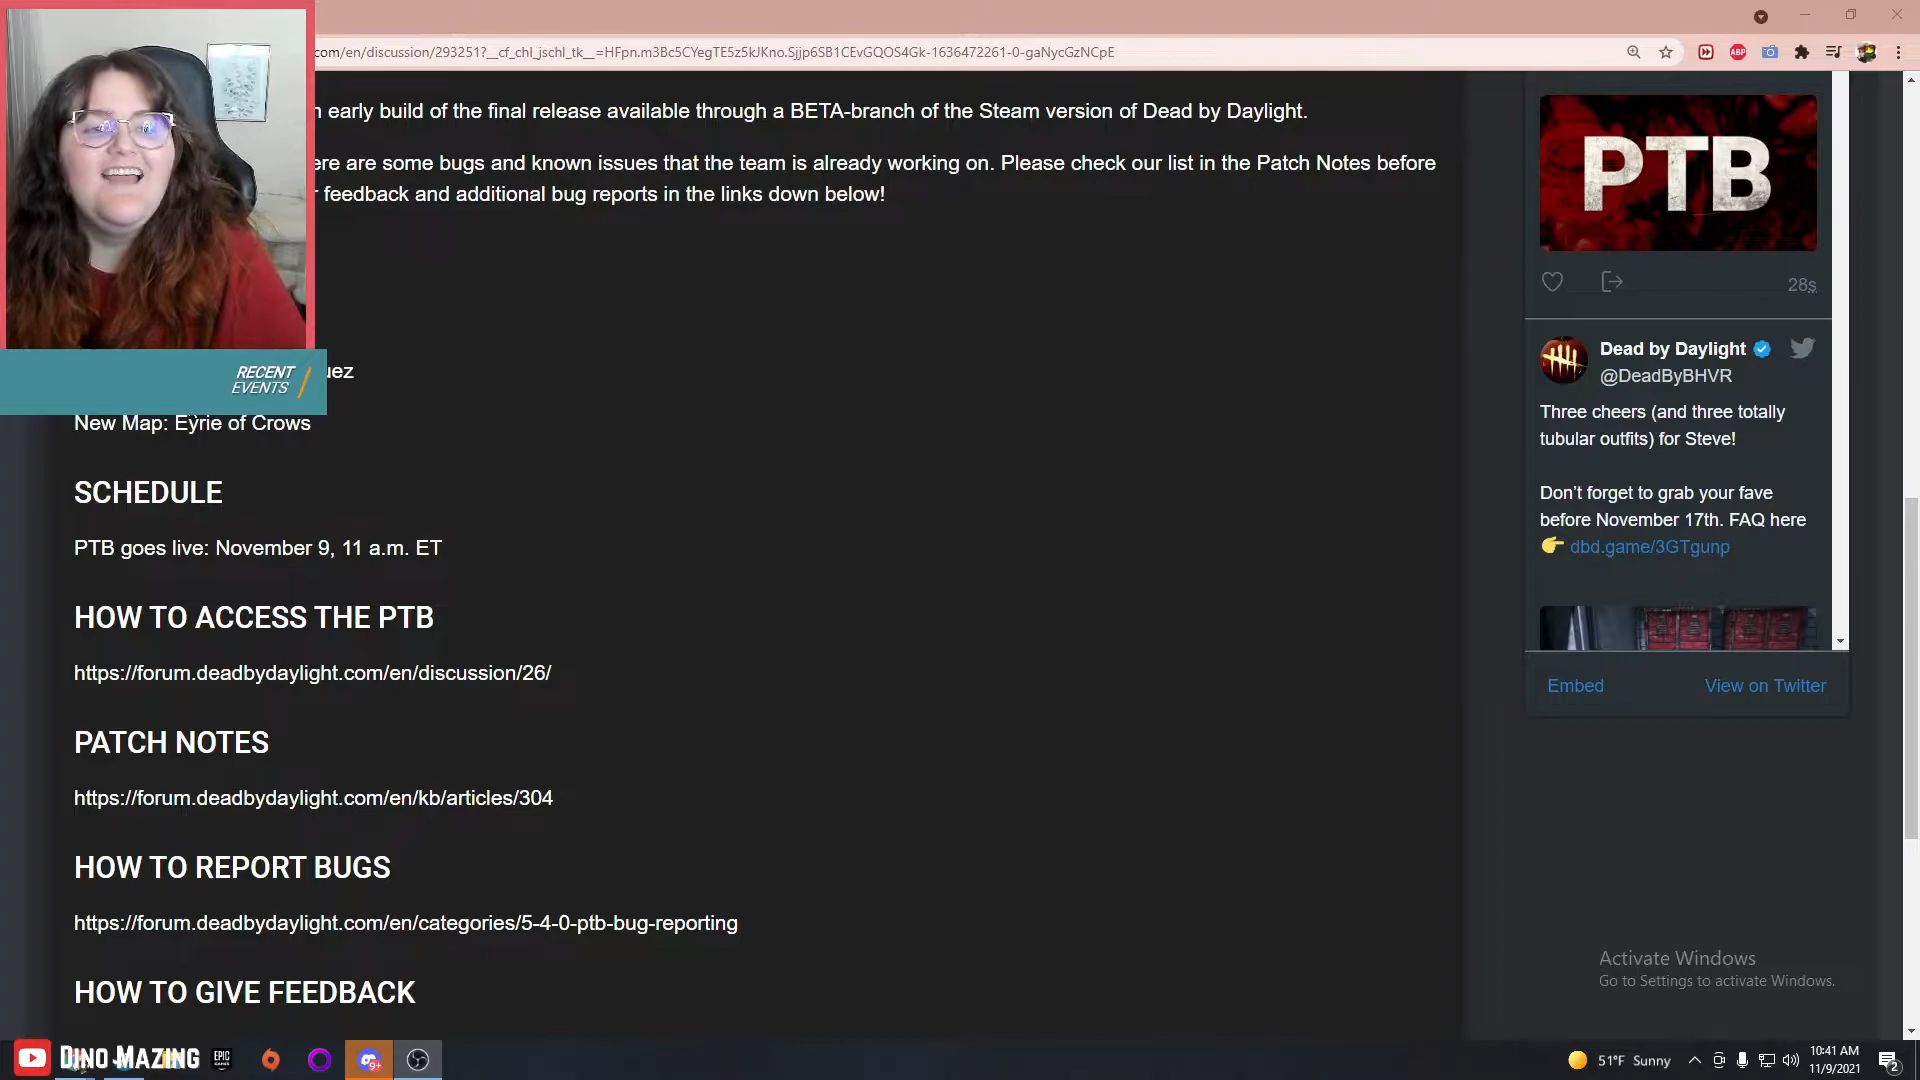 com/en/discussion/293251?__cf_chl_jschl_tk__=HFpn.m3Bc5CYegTE5z5kJKno.Sjjp6SB1CEvGQOS4Gk-1636472261-0-gaNycGzNCpE
ABP
n early build of the final release available through a BETA-branch of the Steam version of Dead by Daylight.
ere are some bugs and known issues that the team is already working on. Please check our list in the Patch Notes before
r feedback and additional bug reports in the links down below!
RECENT
EVENTS
uez
New Map: Eyrie of Crows
SCHEDULE
PTB goes live: November 9, 11 a.m. ET
HOW TO ACCESS THE PTB
https://forum.deadbydaylight.com/en/discussion/26/
PATCH NOTES
https://forum.deadbydaylight.com/en/kb/articles/304
HOW TO REPORT BUGS
https://forum.deadbydaylight.com/en/categories/5-4-0-ptb-bug-reporting
HOW TO GIVE FEEDBACK
PTB
28s
Dead by Daylight
@DeadByBHVR
Three cheers (and three totally
tubular outfits) for Steve!
Don’t forget to grab your fave
before November 17th. FAQ here
👉 dbd.game/3GTgunp
Embed
View on Twitter
Activate Windows
Go to Settings to activate Windows.
DINO MAZING
EPIC
GAMES
9+
51°F Sunny
10:41 AM
11/9/2021
2